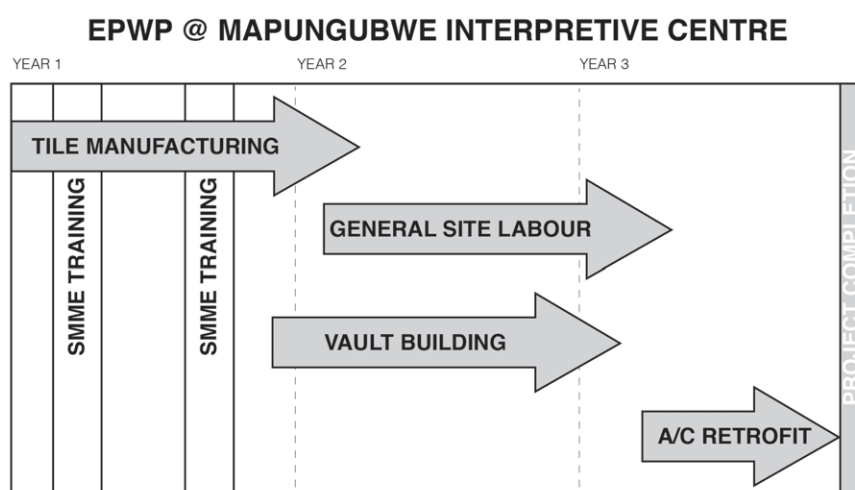 EPWP @ MAPUNGUBWE INTERPRETIVE CENTRE
YEAR 1
YEAR 2
YEAR 3
TILE MANUFACTURING
SMME TRAINING
SMME TRAINING
GENERAL SITE LABOUR
VAULT BUILDING
A/C RETROFIT
PROJECT COMPLETION